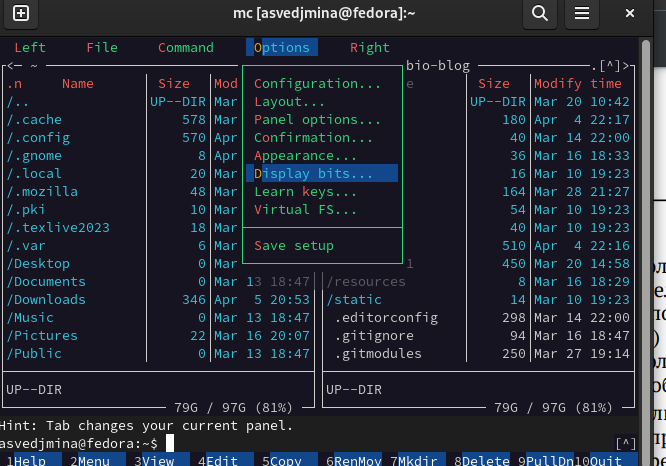 mc [asvedjmina@fedora]:~
Left File Command Options Right
<— ~ bio-blog .[^]>
.n Name Size Mod Size Modify time
/.. UP--DIR Mar UP--DIR Mar 20 10:42
/.cache 578 Mar 180 Apr 4 22:17
/.config 570 Apr 40 Mar 14 22:00
/.gnome 8 Apr 36 Mar 16 18:33
/.local 20 Mar 16 Mar 10 19:23
/.mozilla 48 Mar 164 Mar 28 21:27
/.pki 10 Mar 54 Mar 10 19:23
/.texlive2023 18 Mar 40 Mar 10 19:23
/.var 6 Mar 510 Apr 4 22:16
/Desktop 0 Mar 450 Mar 20 14:58
/Documents 0 Mar 13 18:47 /resources 8 Mar 16 18:29
/Downloads 346 Apr 5 20:53 /static 14 Mar 10 19:23
/Music 0 Mar 13 18:47 .editorconfig 298 Mar 14 22:00
/Pictures 22 Mar 16 20:07 .gitignore 94 Mar 16 18:47
/Public 0 Mar 13 18:47 .gitmodules 250 Mar 27 19:14
Configuration...
Layout...
Panel options...
Confirmation...
Appearance...
Display bits...
Learn keys...
Virtual FS...
Save setup
UP--DIR UP--DIR
79G / 97G (81%) 79G / 97G (81%)
Hint: Tab changes your current panel.
asvedjmina@fedora:~$ [^]
1Help 2Menu 3View 4Edit 5Copy 6RenMov 7Mkdir 8Delete 9PullDn 10Quit